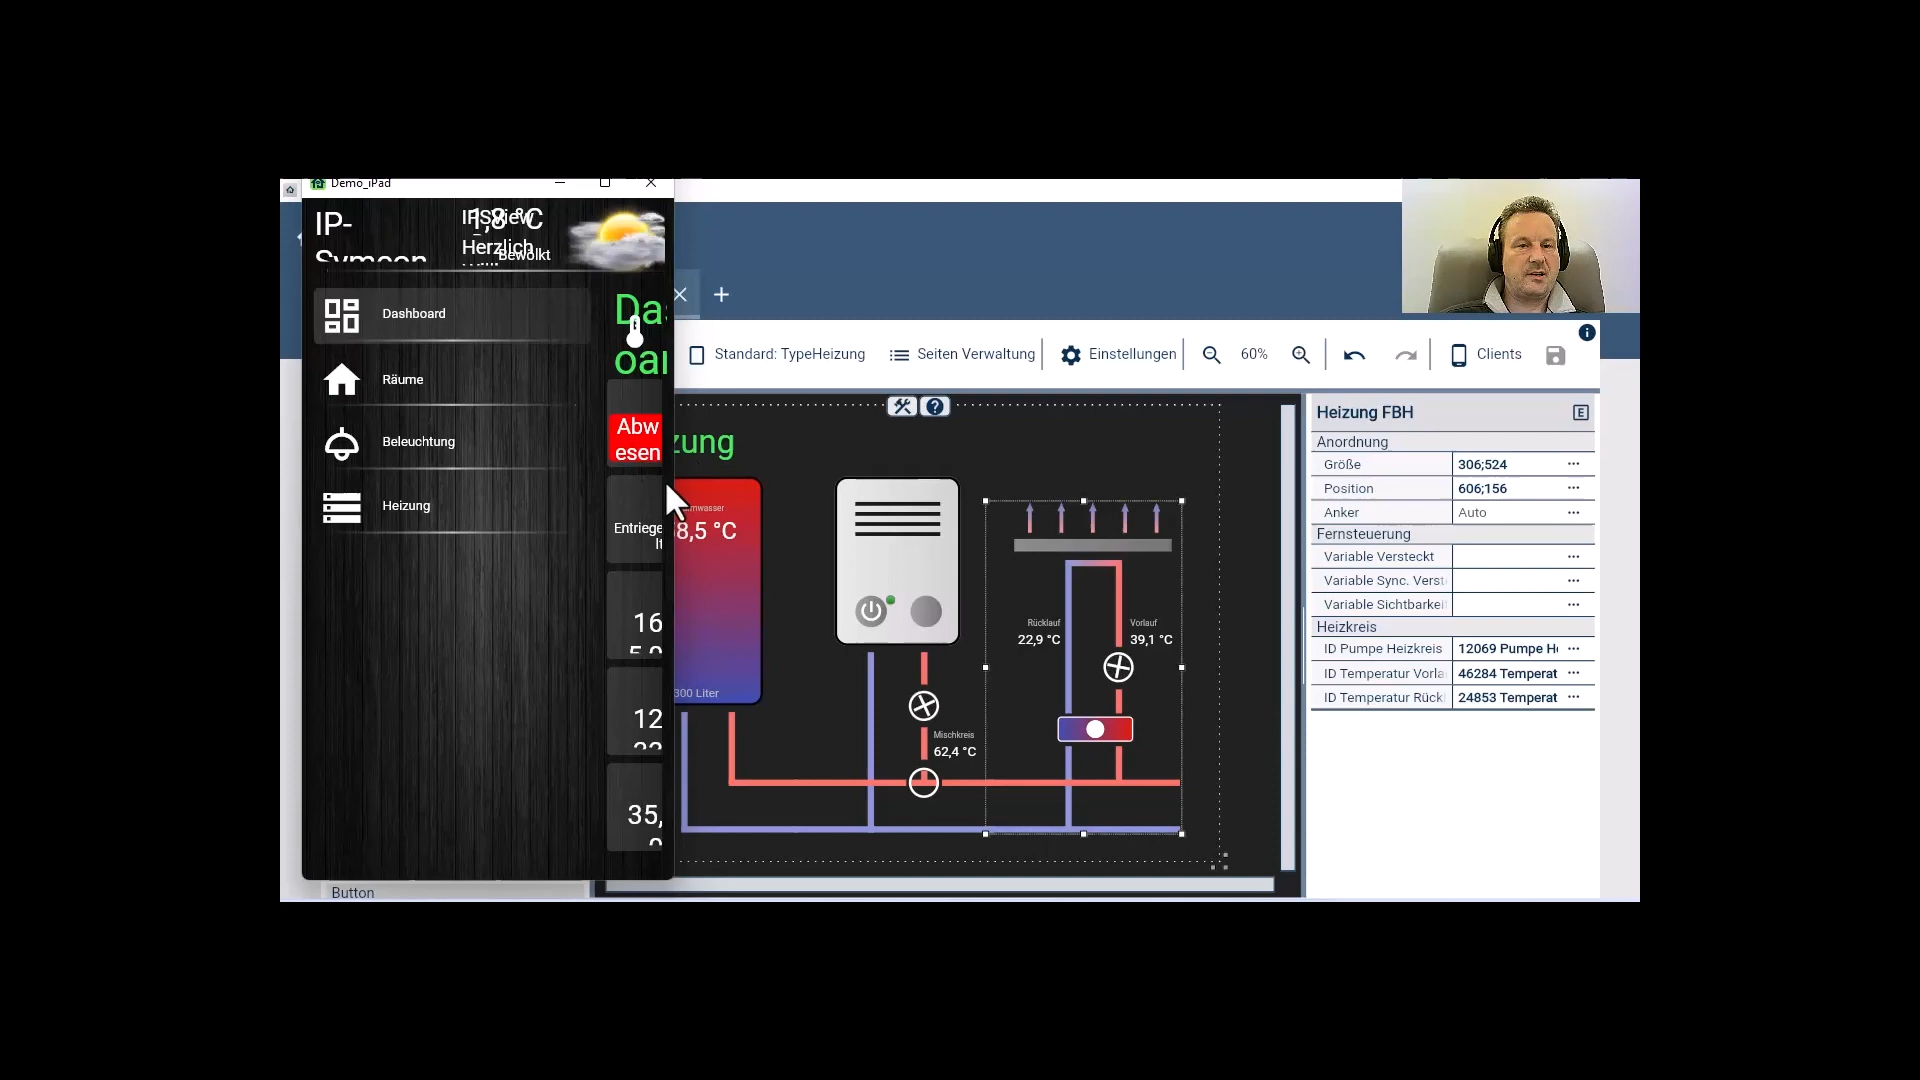 Demo_iPad
IP-
1,8 °C
Herzlich
Bewölkt
Dashboard
Räume
Beleuchtung
Heizung
Abw
esen
Entriege
lt
16
12
35,
Button
Standard: TypeHeizung
Seiten Verwaltung
Einstellungen
60%
Clients
zung
8,5 °C
300 Liter
Mischkreis
62,4 °C
Rücklauf
22,9 °C
Vorlauf
39,1 °C
Heizung FBH
E
Anordnung
Größe 306;524 ...
Position 606;156 ...
Anker Auto ...
Fernsteuerung
Variable Versteckt ...
Variable Sync. Verst ...
Variable Sichtbarkei ...
Heizkreis
ID Pumpe Heizkreis 12069 Pumpe H ...
ID Temperatur Vorla 46284 Temperat ...
ID Temperatur Rück 24853 Temperat ...